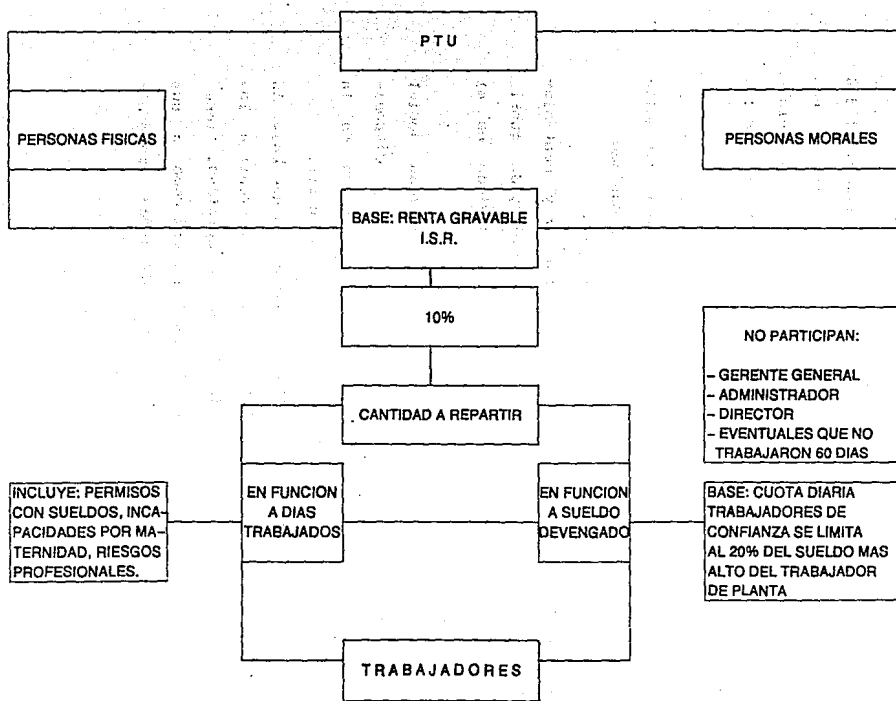 P T U
PERSONAS FISICAS
PERSONAS MORALES
BASE: RENTA GRAVABLE
I.S.R.
10%
NO PARTICIPAN:
– GERENTE GENERAL
– ADMINISTRADOR
– DIRECTOR
– EVENTUALES QUE NO
TRABAJARON 60 DIAS
CANTIDAD A REPARTIR
INCLUYE: PERMISOS
CON SUELDOS, INCA–
PACIDADES POR MA–
TERNIDAD, RIESGOS
PROFESIONALES.
EN FUNCION
A DIAS
TRABAJADOS
EN FUNCION
A SUELDO
DEVENGADO
BASE: CUOTA DIARIA
TRABAJADORES DE
CONFIANZA SE LIMITA
AL 20% DEL SUELDO MAS
ALTO DEL TRABAJADOR
DE PLANTA
T R A B A J A D O R E S